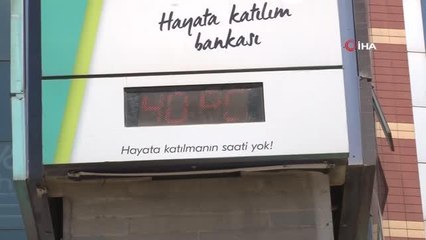 Hayata katılım
bankası
İHA
40°C
Hayata katılmanın saati yok!